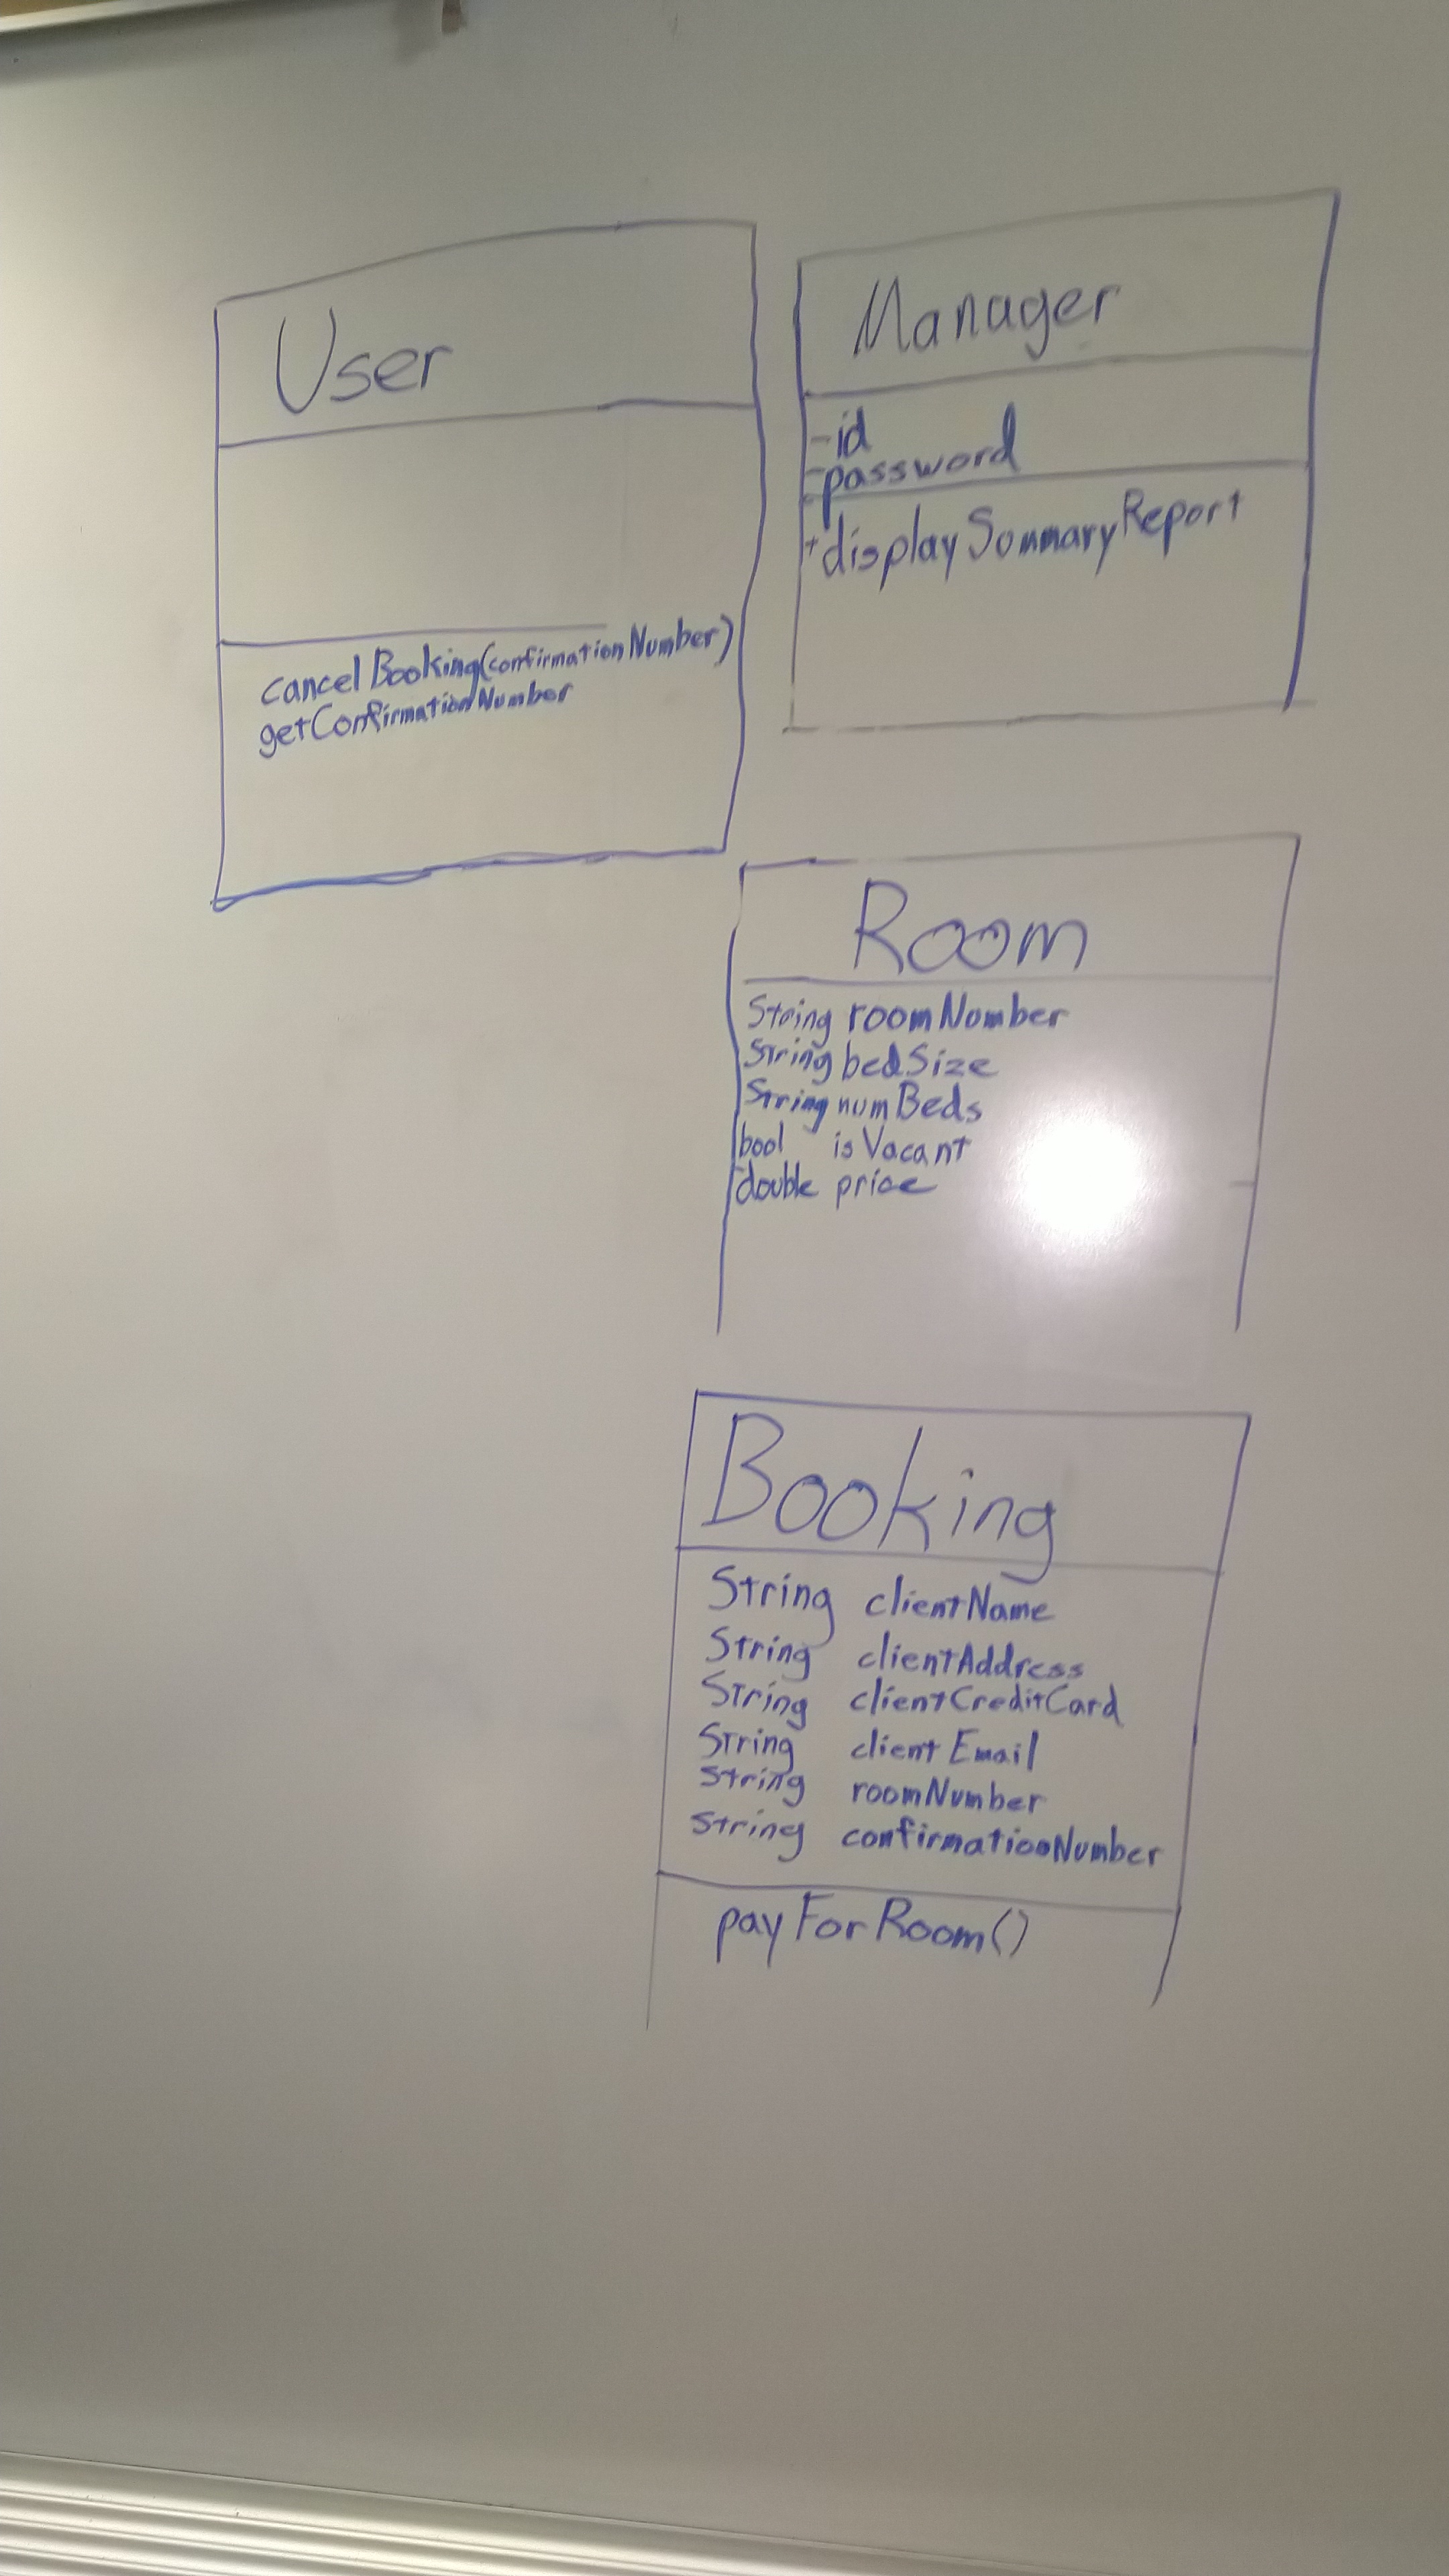 User
cancelBooking(confirmationNumber)
getConfirmationNumber
Manager
-id
-password
+displaySummaryReport
Room
String roomNumber
String bedSize
String numBeds
bool isVacant
double price
Booking
String clientName
String clientAddress
String clientCreditCard
String clientEmail
String roomNumber
String confirmationNumber
payForRoom()